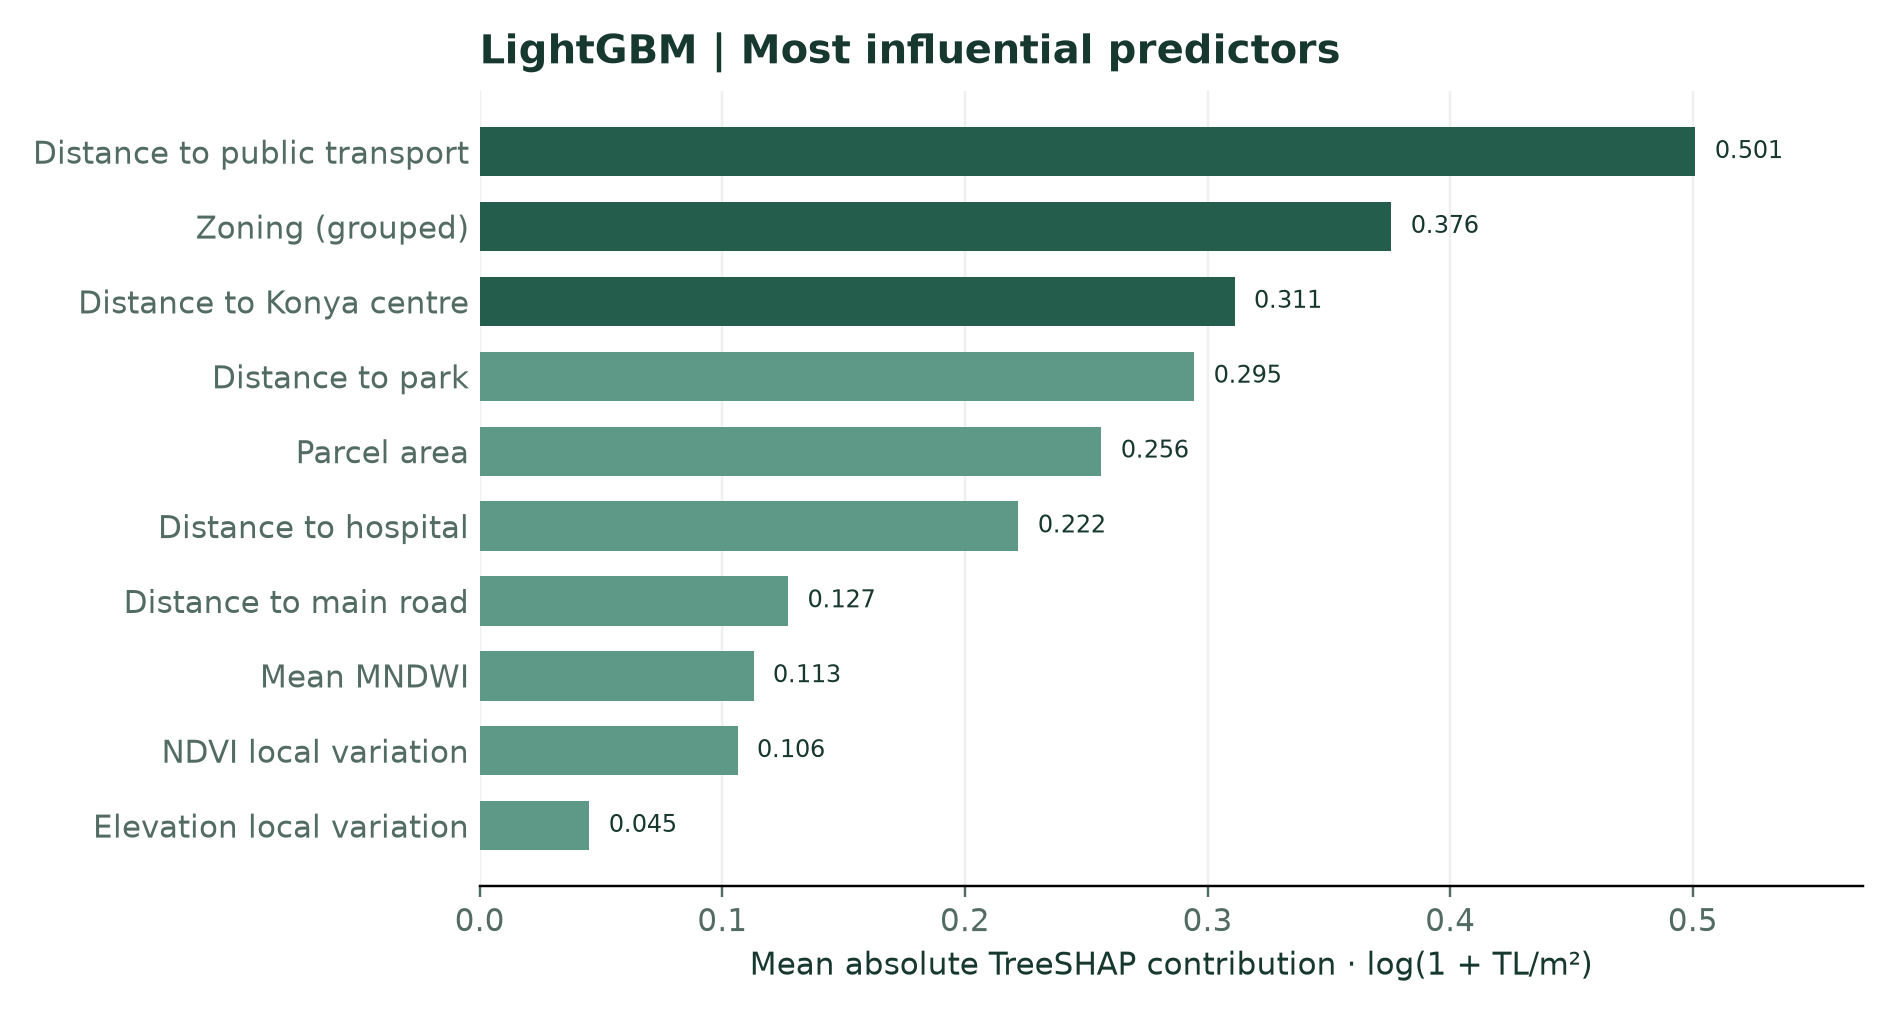 LightGBM | Most influential predictors
Distance to public transport 0.501
Zoning (grouped) 0.376
Distance to Konya centre 0.311
Distance to park 0.295
Parcel area 0.256
Distance to hospital 0.222
Distance to main road 0.127
Mean MNDWI 0.113
NDVI local variation 0.106
Elevation local variation 0.045
0.0 0.1 0.2 0.3 0.4 0.5
Mean absolute TreeSHAP contribution · log(1 + TL/m²)